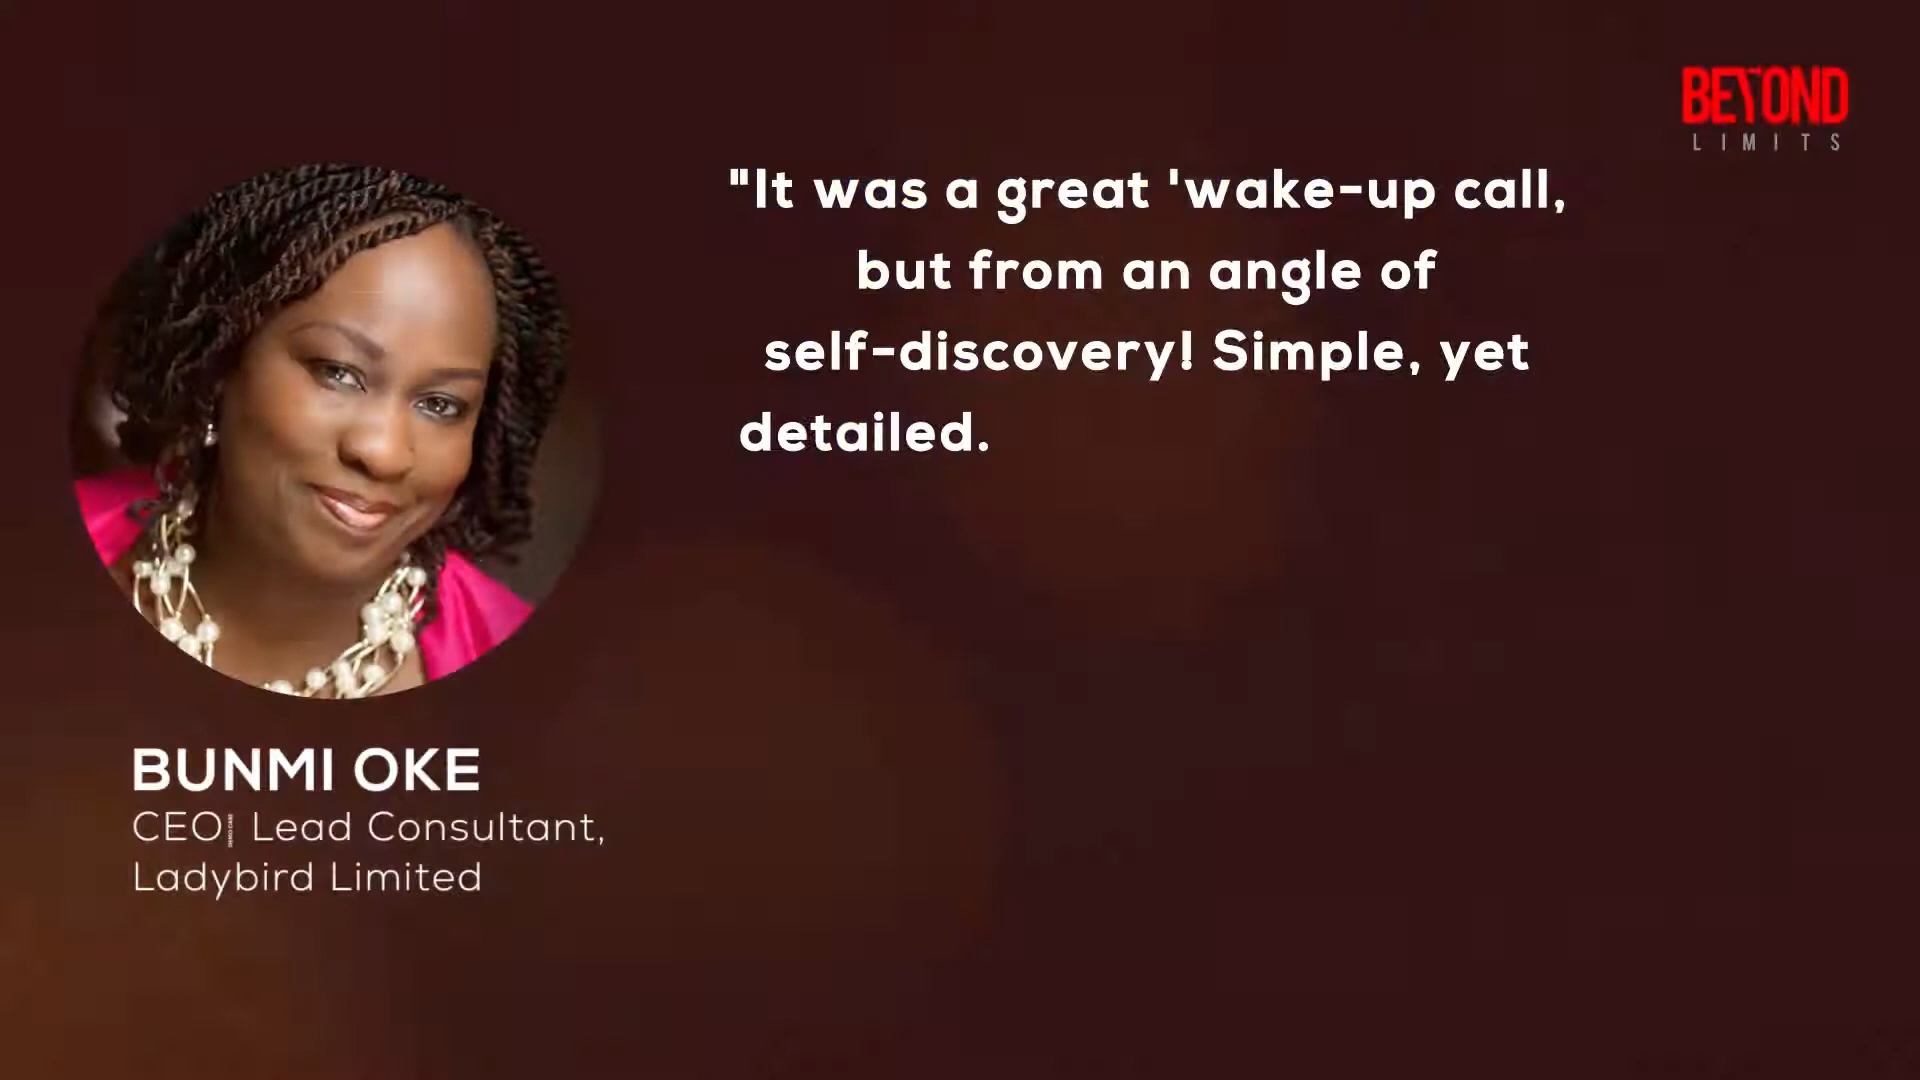 BEYOND
LIMITS
"It was a great 'wake-up call,
but from an angle of
self-discovery! Simple, yet
detailed.
BUNMI OKE
CEO¦ Lead Consultant,
Ladybird Limited